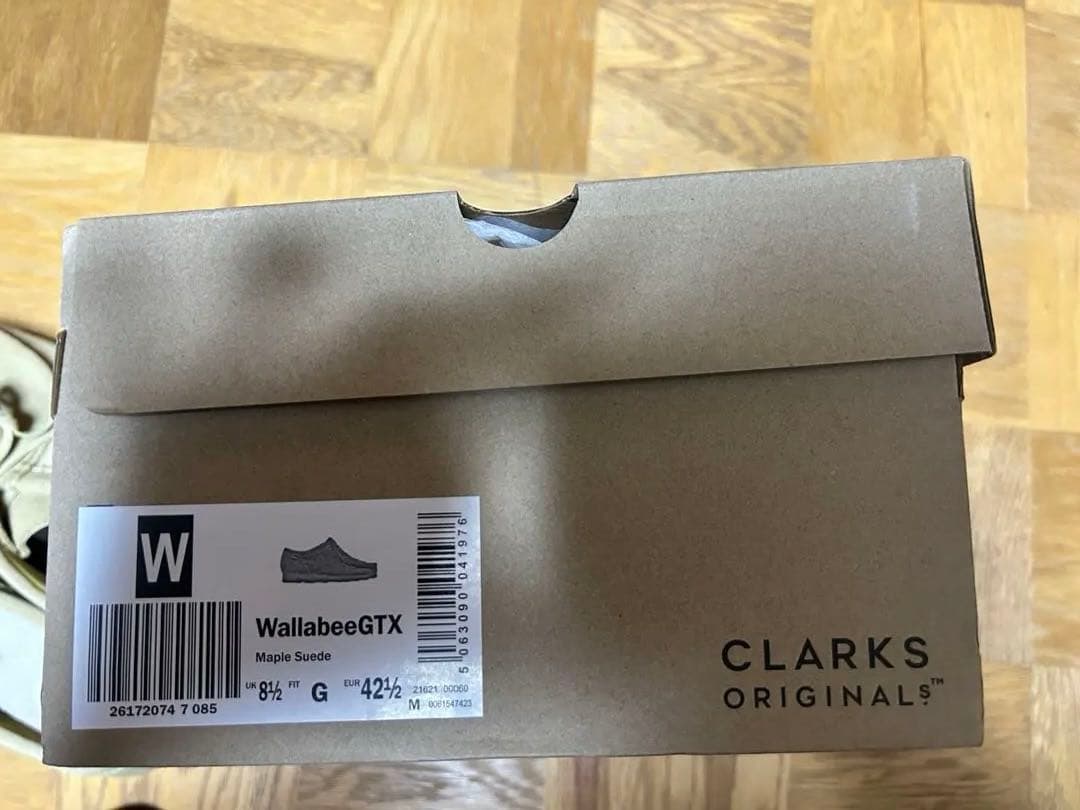 W
WallabeeGTX
Maple Suede
UK 8½ FIT G EUR 42½
26172074 7 085
5 063090 041976
21621 00060
M 0061547423
CLARKS
ORIGINALS™